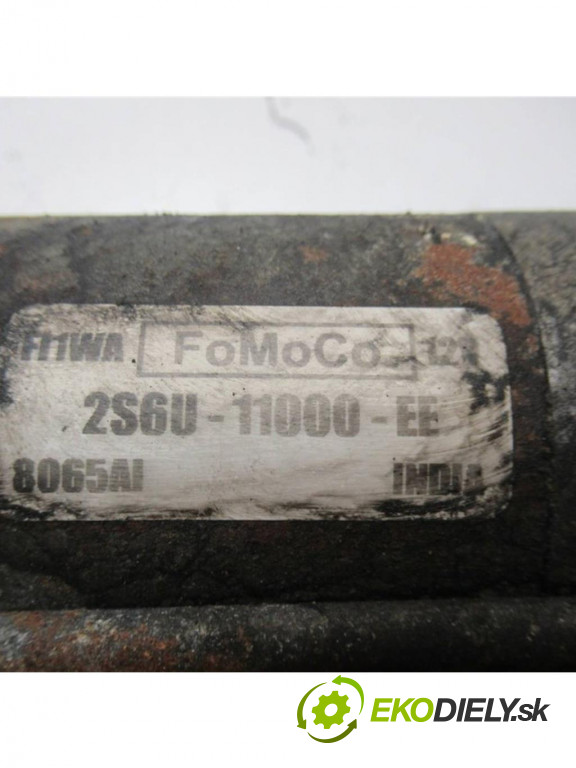 FoMoCo
2S6U - 11000 - EE
8065AI INDIA
EKODIELY.sk